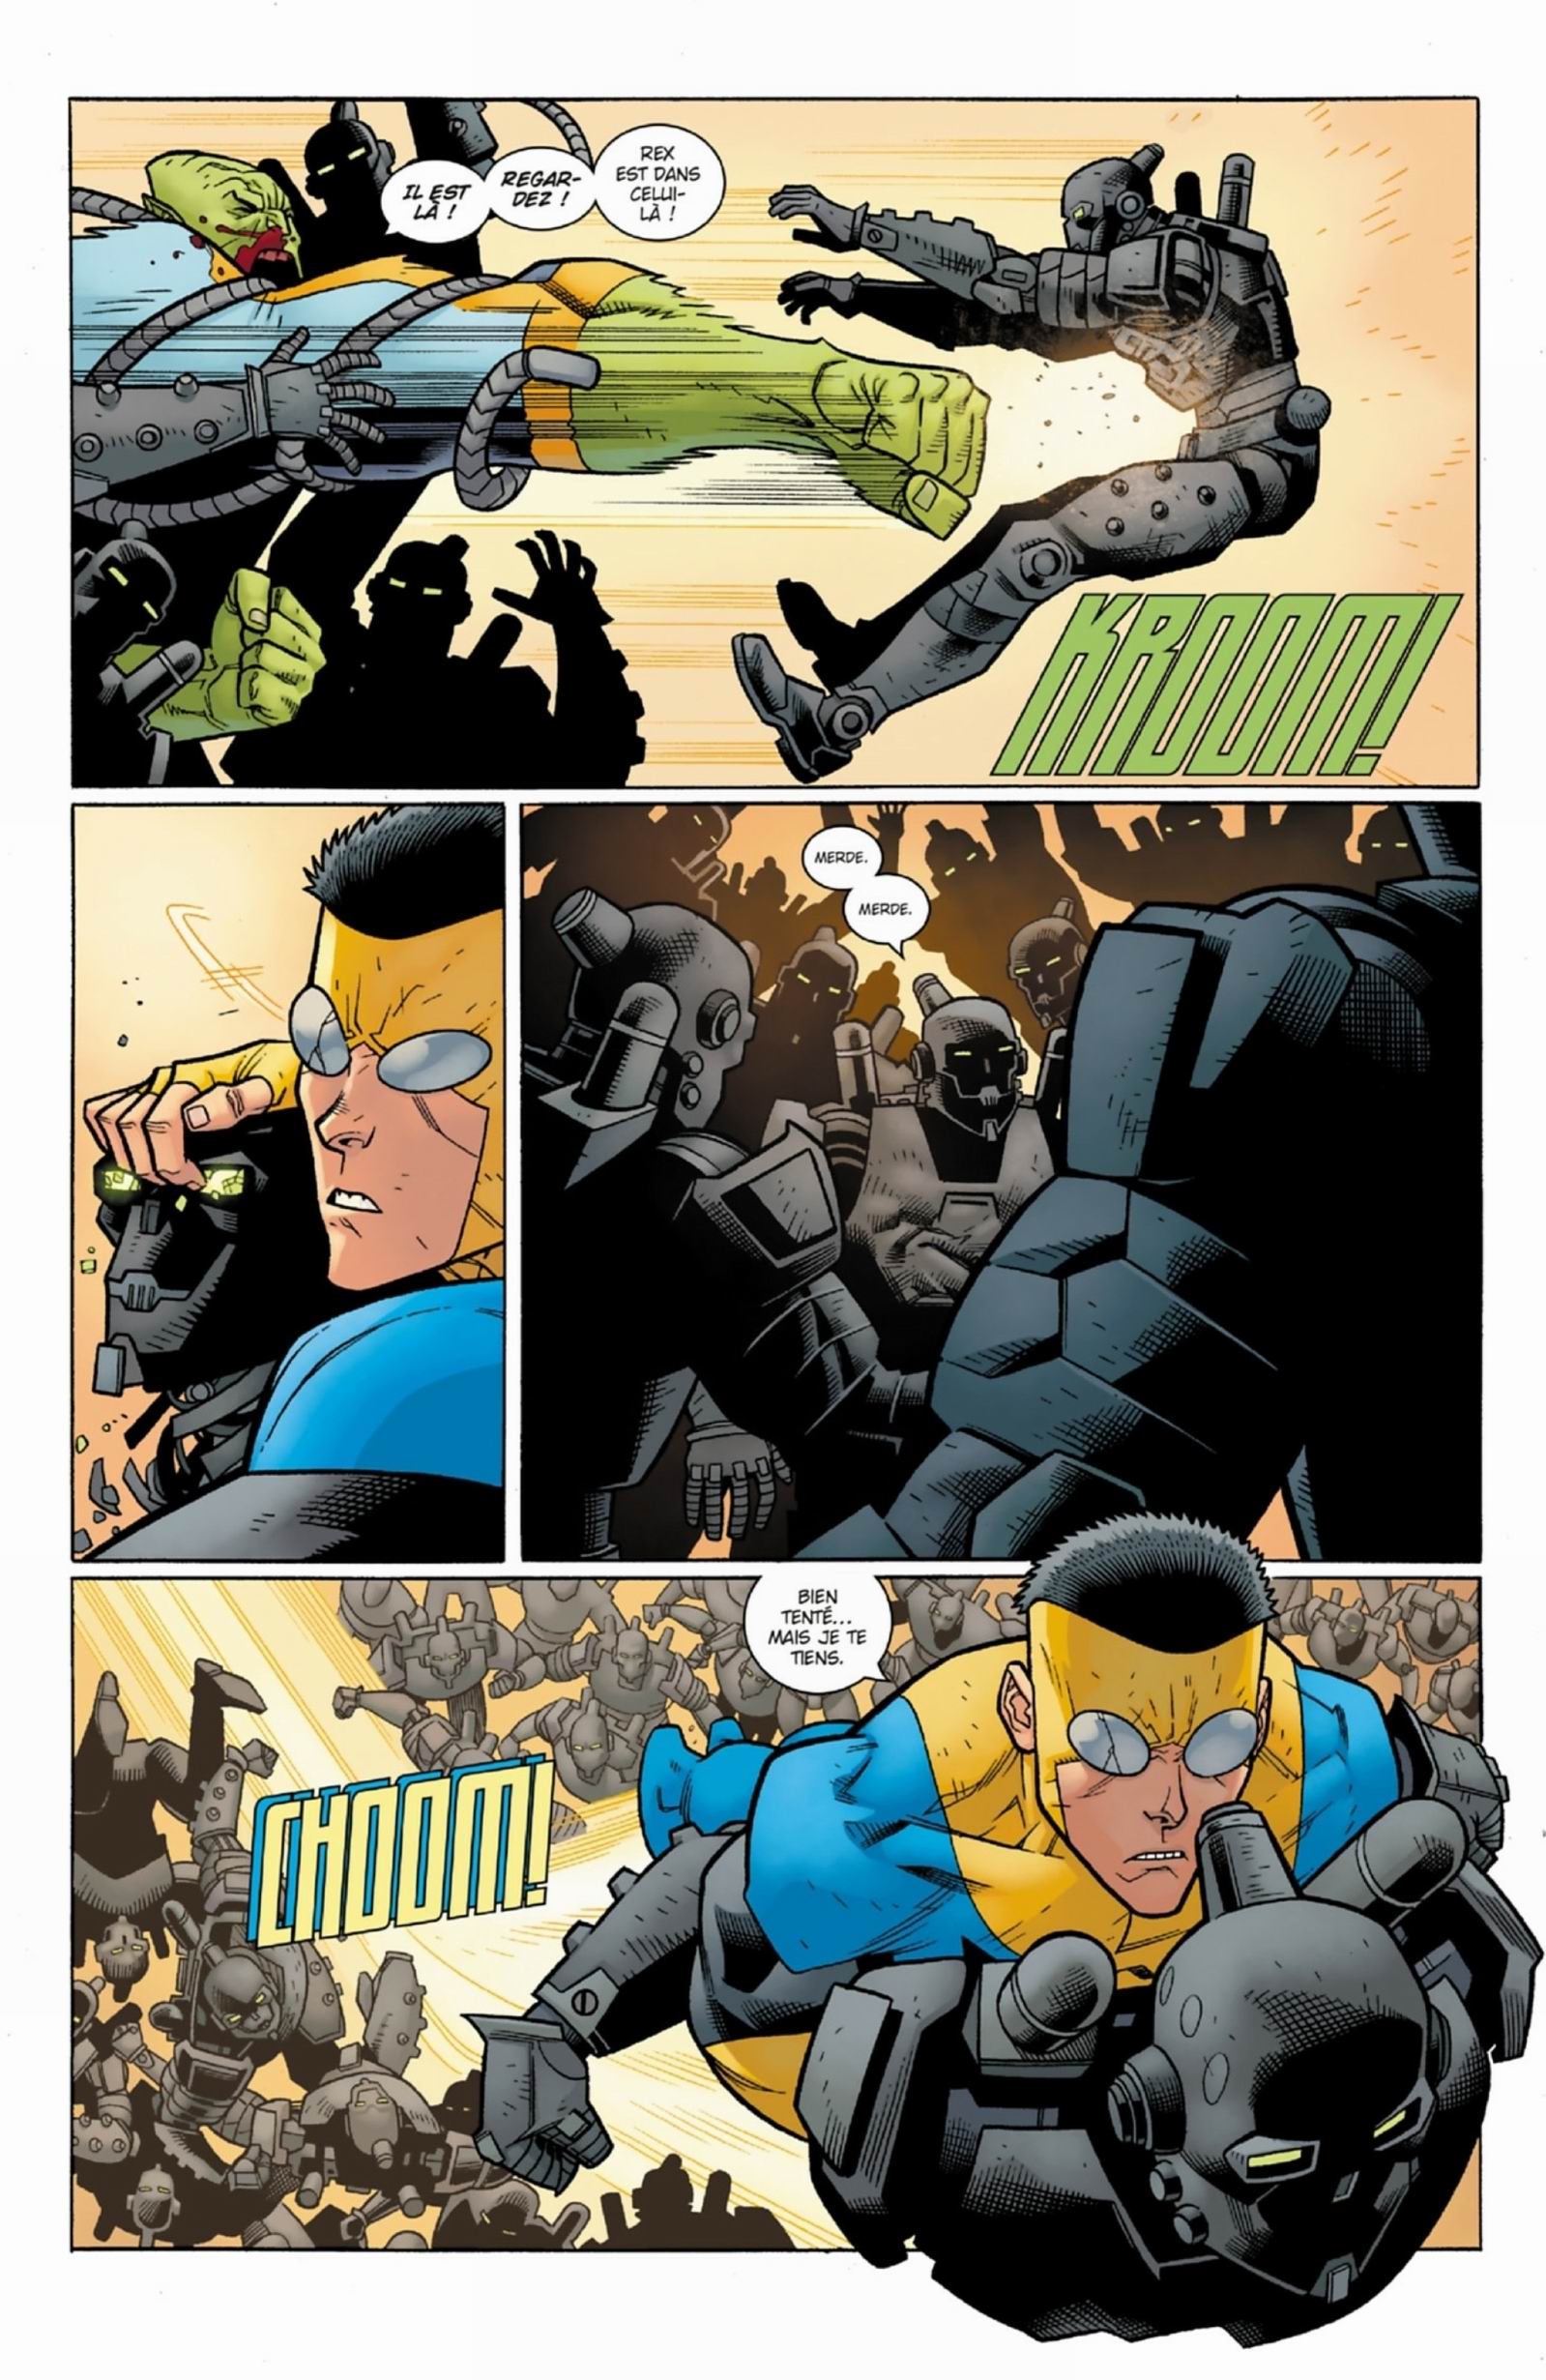 IL EST
LÀ !
REGAR-
DEZ !
REX
EST DANS
CELUI-
LÀ !
KROOM!
MERDE.
MERDE.
BIEN
TENTÉ...
MAIS JE TE
TIENS.
CHOOM!